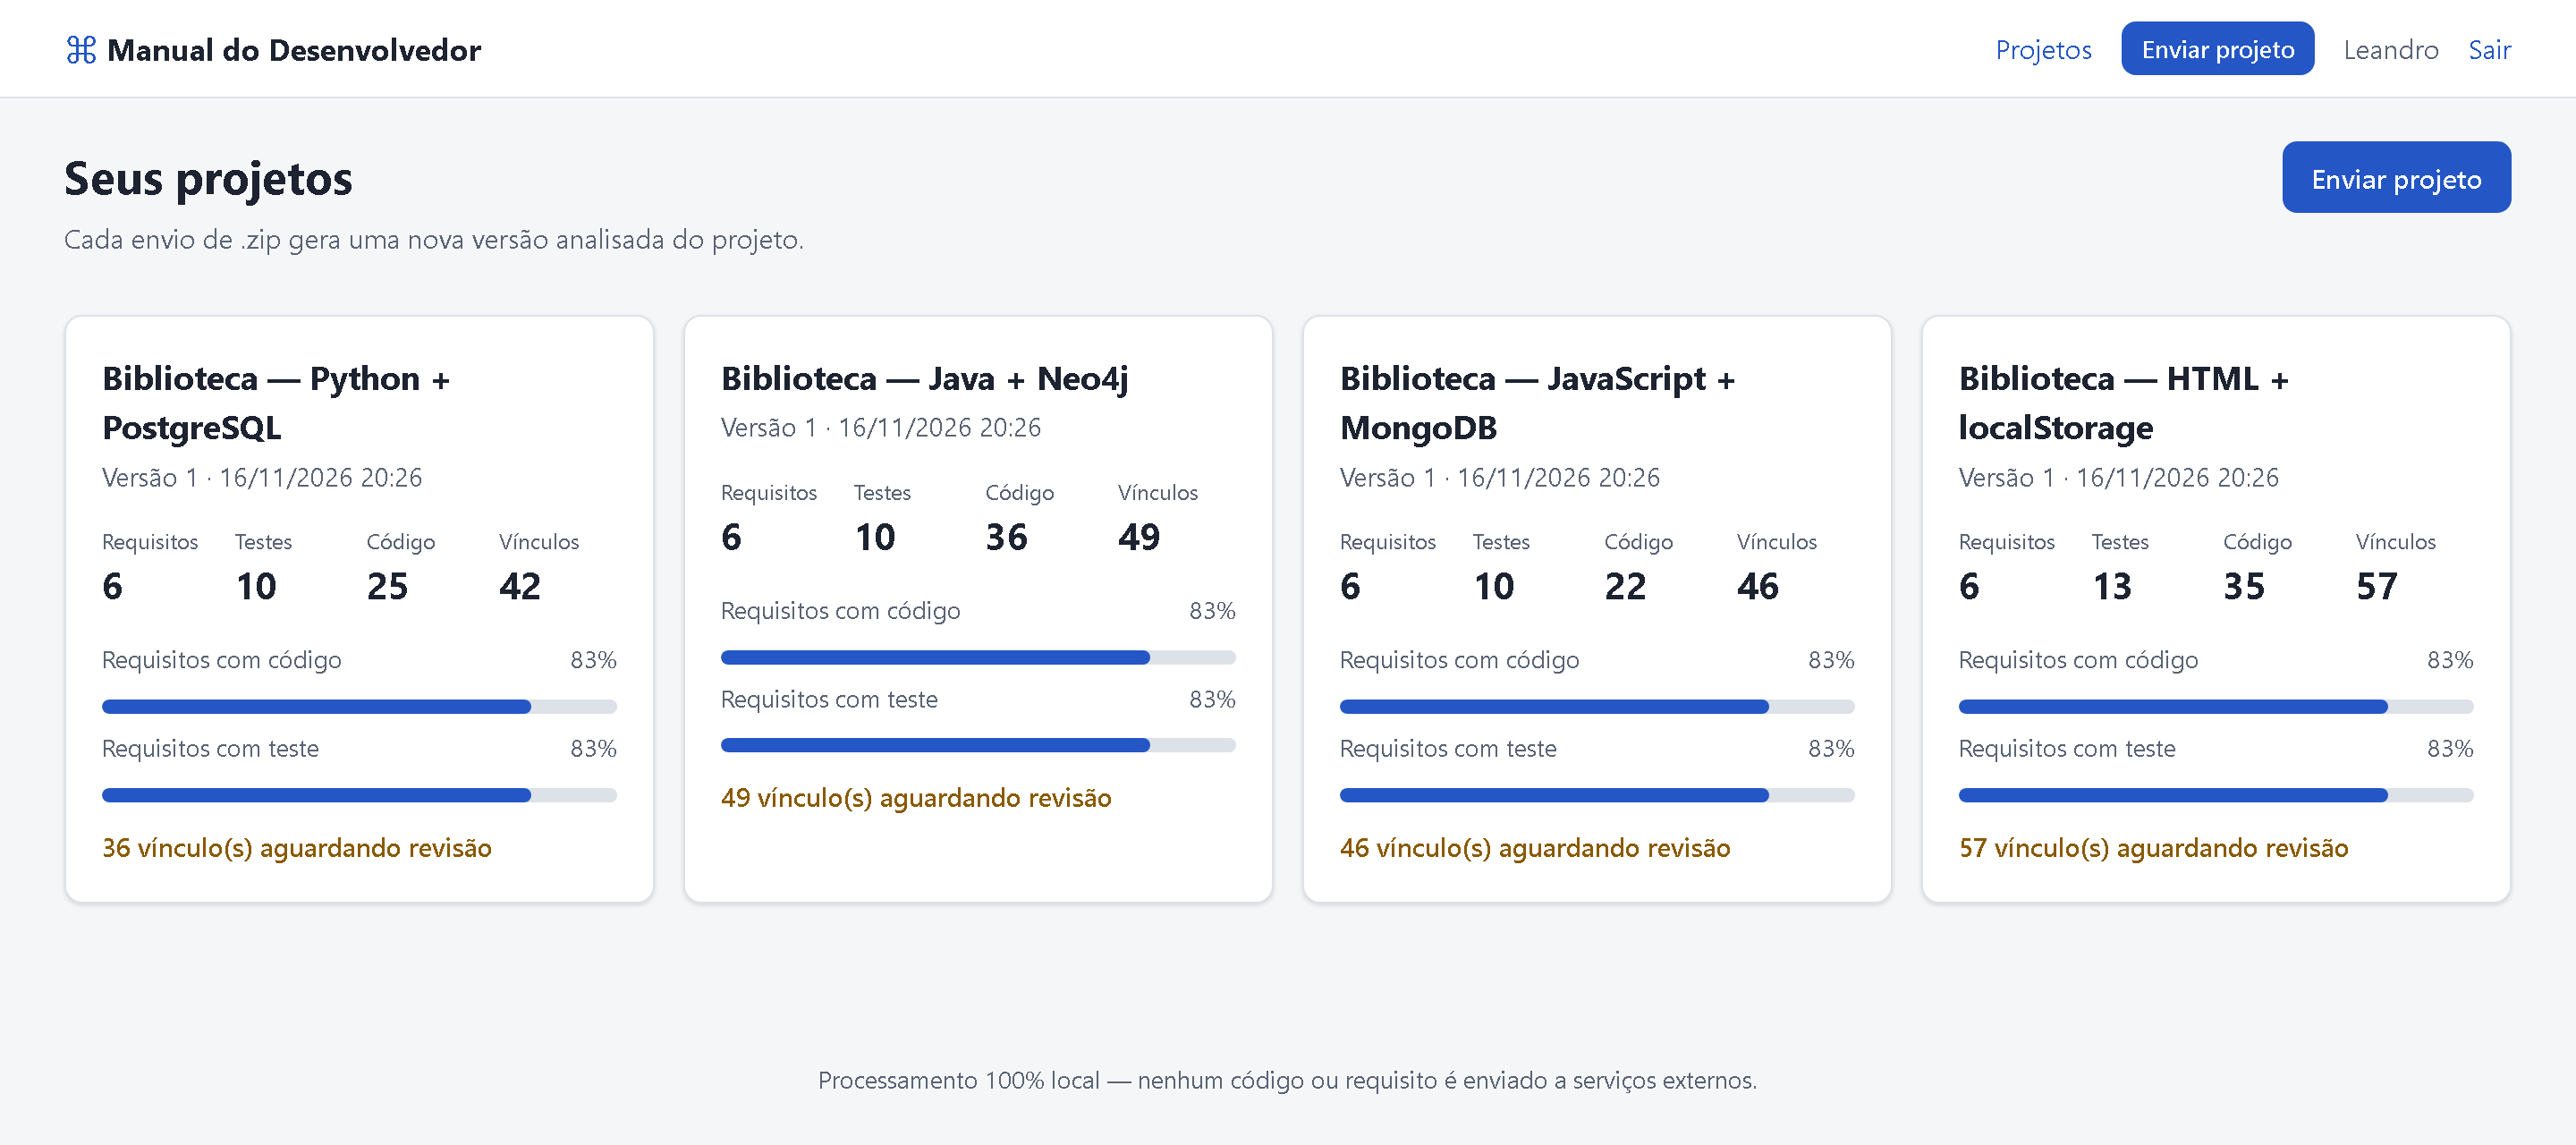 ⌘ Manual do Desenvolvedor
Projetos
Enviar projeto
Leandro
Sair
Seus projetos
Cada envio de .zip gera uma nova versão analisada do projeto.
Enviar projeto
Biblioteca — Python +
PostgreSQL
Versão 1 · 16/11/2026 20:26
Requisitos Testes Código Vínculos
6 10 25 42
Requisitos com código 83%
Requisitos com teste 83%
36 vínculo(s) aguardando revisão
Biblioteca — Java + Neo4j
Versão 1 · 16/11/2026 20:26
Requisitos Testes Código Vínculos
6 10 36 49
Requisitos com código 83%
Requisitos com teste 83%
49 vínculo(s) aguardando revisão
Biblioteca — JavaScript +
MongoDB
Versão 1 · 16/11/2026 20:26
Requisitos Testes Código Vínculos
6 10 22 46
Requisitos com código 83%
Requisitos com teste 83%
46 vínculo(s) aguardando revisão
Biblioteca — HTML +
localStorage
Versão 1 · 16/11/2026 20:26
Requisitos Testes Código Vínculos
6 13 35 57
Requisitos com código 83%
Requisitos com teste 83%
57 vínculo(s) aguardando revisão
Processamento 100% local — nenhum código ou requisito é enviado a serviços externos.